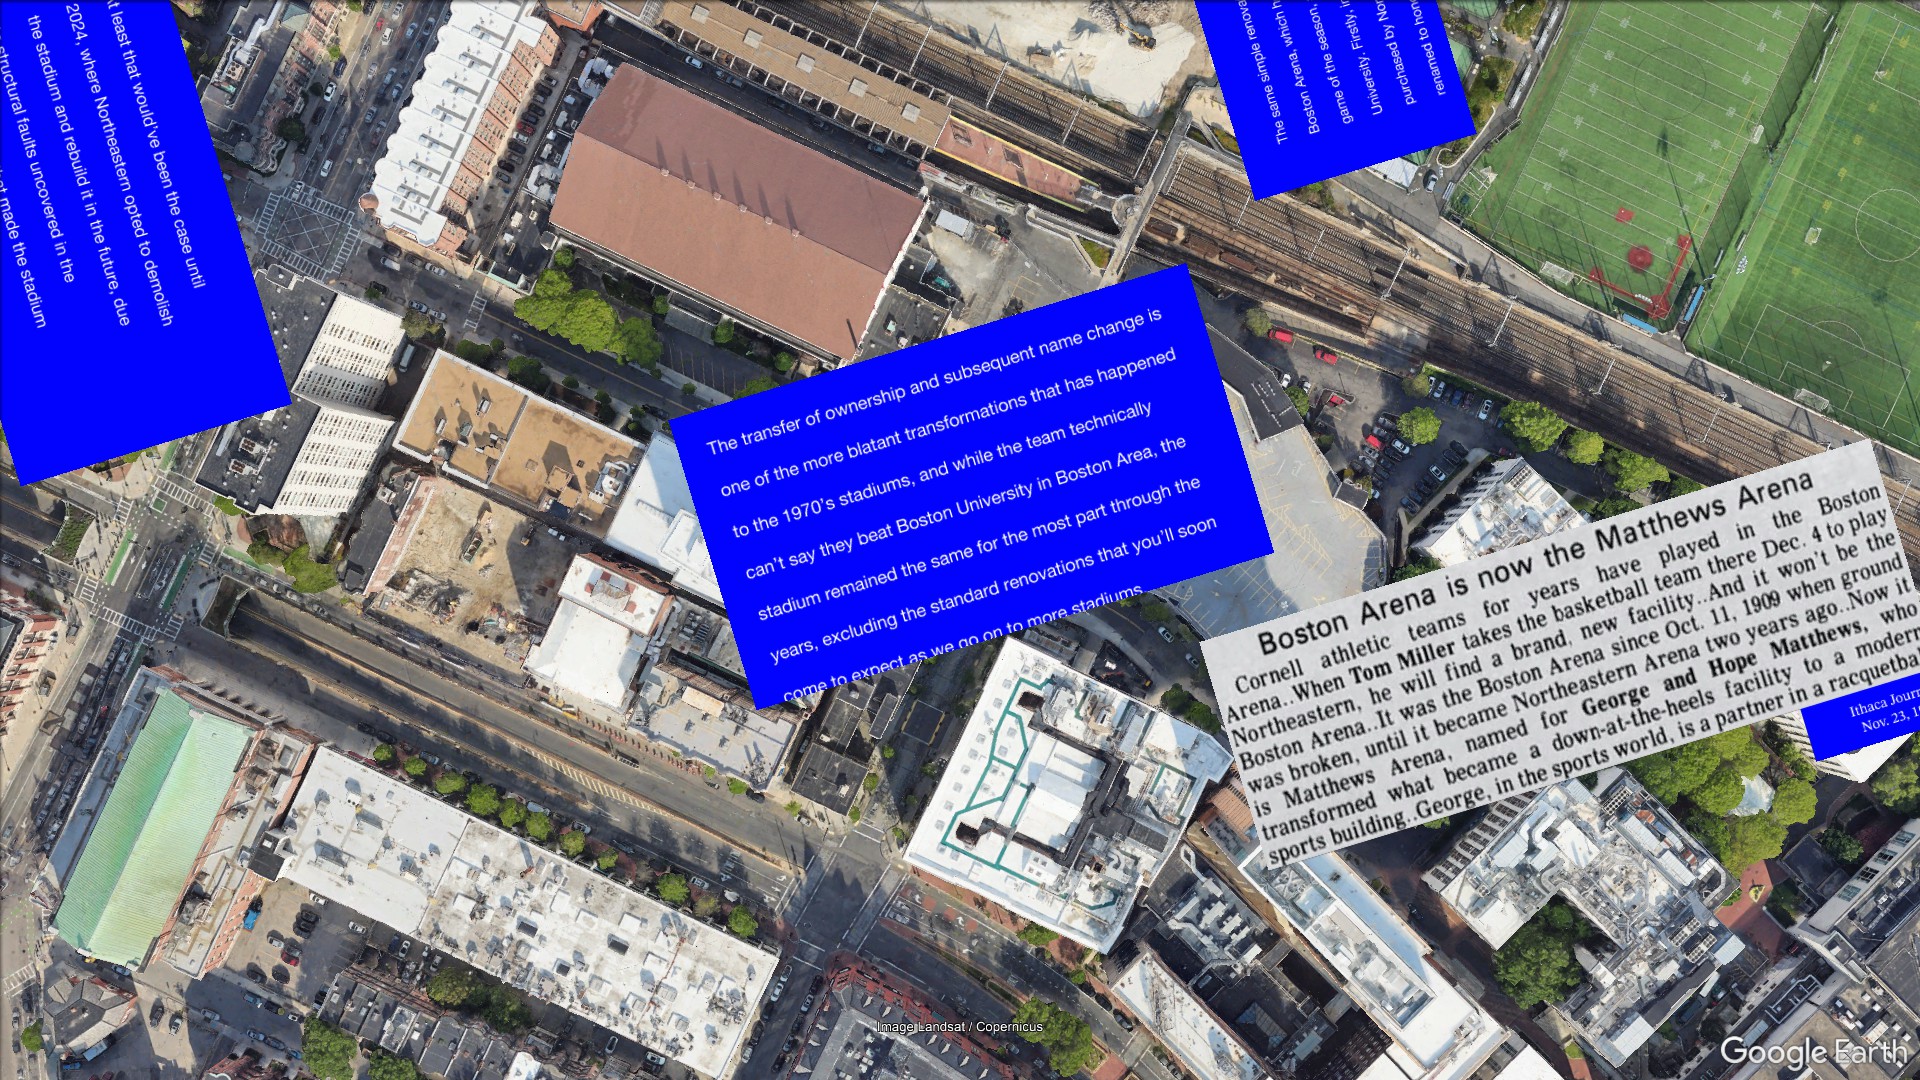 t least that would've been the case until
2024, where Northeastern opted to demolish
the stadium and rebuild it in the future, due
structural faults uncovered in the
made the stadium
The same simple
Boston Arena, which
game of the season,
University. Firstly,
purchased by
renamed to
The transfer of ownership and subsequent name change is
one of the more blatant transformations that has happened
to the 1970's stadiums, and while the team technically
can't say they beat Boston University in Boston Area, the
stadium remained the same for the most part through the
years, excluding the standard renovations that you'll soon
come to expect as we go on to more stadiums
Boston Arena is now the Matthews Arena
Cornell athletic teams for years have played in the Boston
Arena..When Tom Miller takes the basketball team there Dec. 4 to play
Northeastern, he will find a brand, new facility..And it won't be the
Boston Arena..It was the Boston Arena since Oct. 11, 1909 when ground
was broken, until it became Northeastern Arena two years ago..Now it
is Matthews Arena, named for George and Hope Matthews, who
transformed what became a down-at-the-heels facility to a modern
sports building..George, in the sports world, is a partner in a
Ithaca
Nov. 23,
Image Landsat / Copernicus
Google Earth